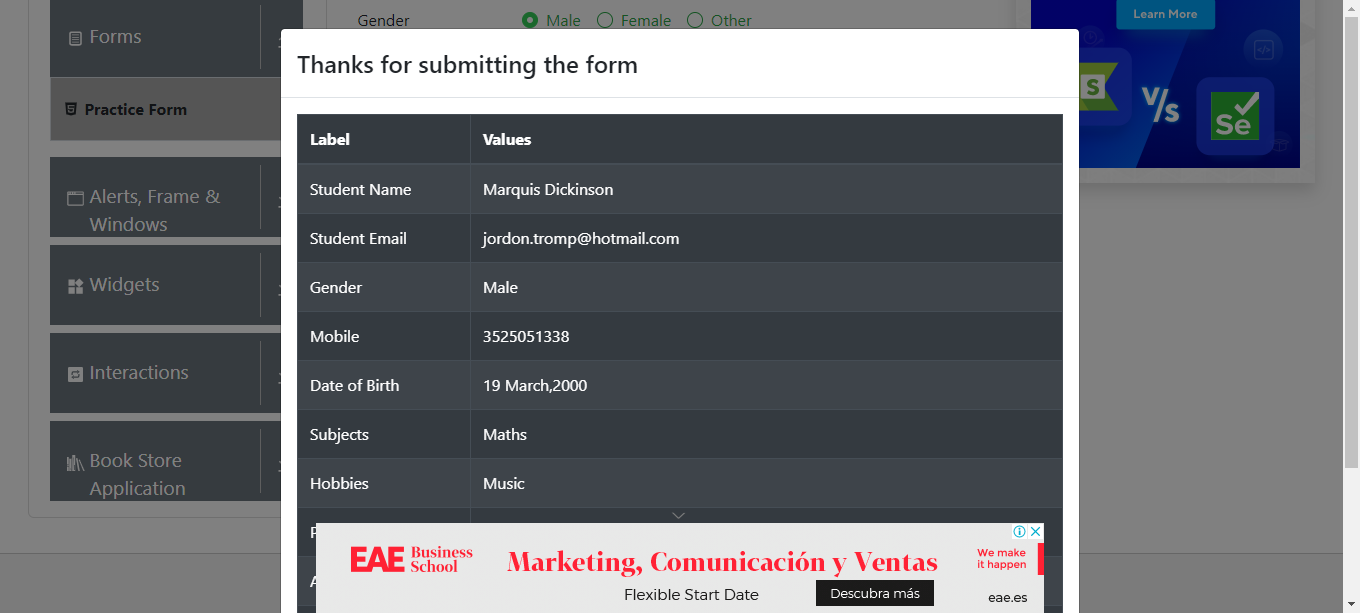 Gender
Male
Female
Other
Learn More
Forms
Thanks for submitting the form
Practice Form
S
V/s
Se
Label Values
Student Name Marquis Dickinson
Alerts, Frame &
Windows
Student Email jordon.tromp@hotmail.com
Gender Male
Widgets
Mobile 3525051338
Interactions
Date of Birth 19 March,2000
Subjects Maths
Book Store
Application
Hobbies Music
EAE Business
School
Marketing, Comunicación y Ventas
We make
it happen
Flexible Start Date
Descubra más
eae.es